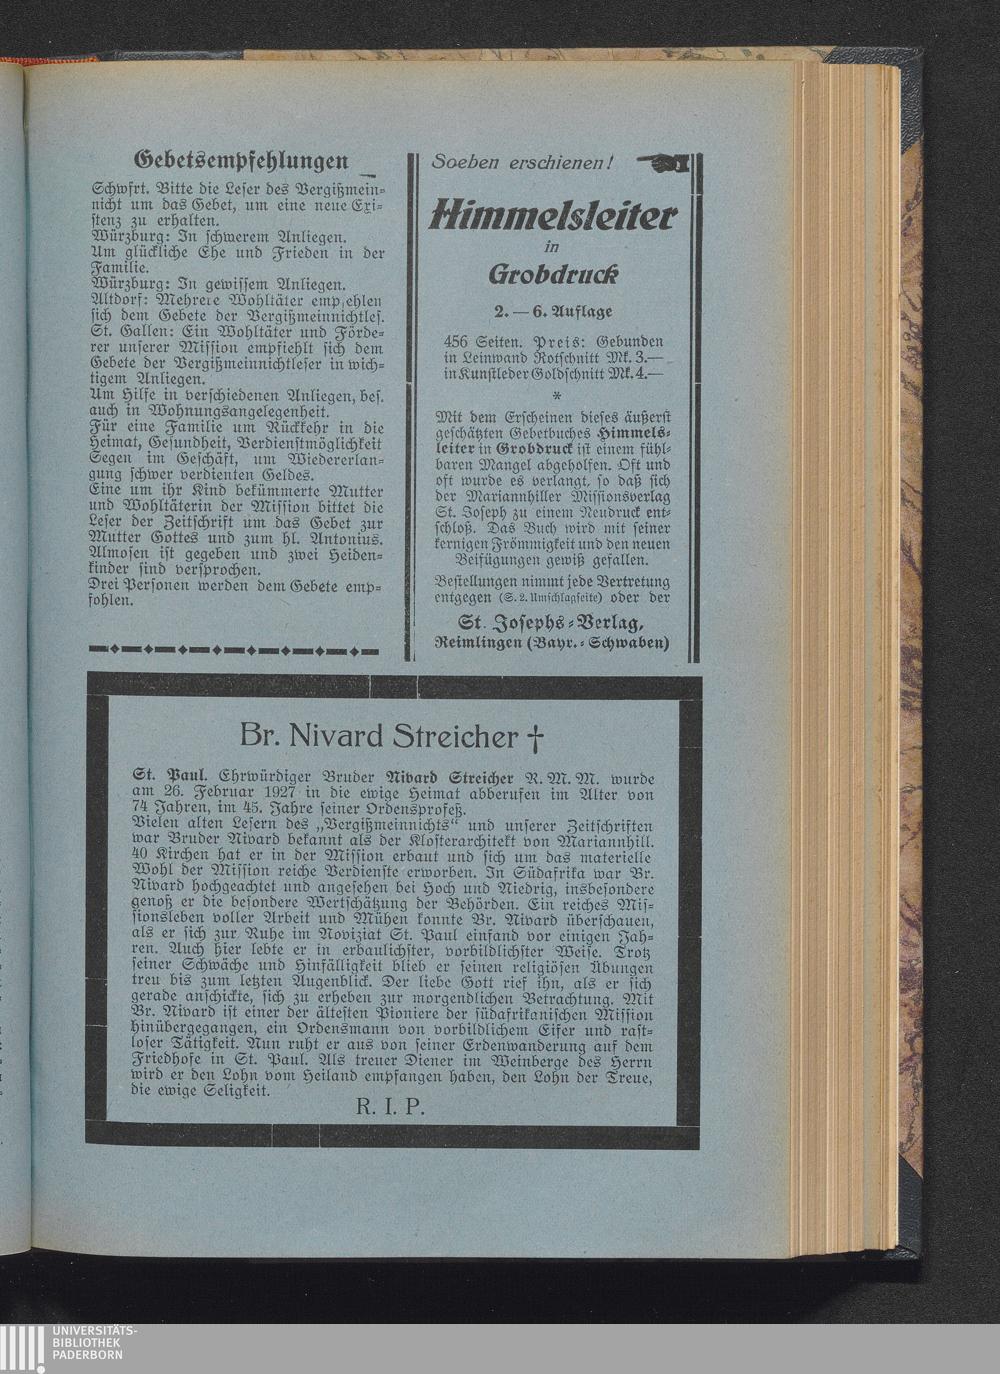 Gebetsempfehlungen
Schwfrt. Bitte die Leser des Vergißmein-
nicht um das Gebet, um eine neue Exi-
stenz zu erhalten.
Würzburg: In schwerem Anliegen.
Um glückliche Ehe und Frieden in der
Familie.
Würzburg: In gewissem Anliegen.
Altdorf: Mehrere Wohltäter empfehlen
sich dem Gebete der Vergißmeinnichtles.
St. Gallen: Ein Wohltäter und Förde-
rer unserer Mission empfiehlt sich dem
Gebete der Vergißmeinnichtleser in wich-
tigem Anliegen.
Um Hilfe in verschiedenen Anliegen, bes.
auch in Wohnungsangelegenheit.
Für eine Familie um Rückkehr in die
Heimat, Gesundheit, Verdienstmöglichkeit
Segen im Geschäft, um Wiedererlan-
gung schwer verdienten Geldes.
Eine um ihr Kind bekümmerte Mutter
und Wohltäterin der Mission bittet die
Leser der Zeitschrift um das Gebet zur
Mutter Gottes und zum hl. Antonius.
Almosen ist gegeben und zwei Heiden-
kinder sind versprochen.
Drei Personen werden dem Gebete emp-
fohlen.
Soeben erschienen!
Himmelsleiter
in
Grobdruck
2. — 6. Auflage
456 Seiten. Preis: Gebunden
in Leinwand Rotschnitt Mk. 3.—
in Kunstleder Goldschnitt Mk. 4.—
*
Mit dem Erscheinen dieses äußerst
geschätzten Gebetbuches Himmels-
leiter in Grobdruck ist einem fühl-
baren Mangel abgeholfen. Oft und
oft wurde es verlangt, so daß sich
der Mariannhiller Missionsverlag
St. Joseph zu einem Neudruck ent-
schloß. Das Buch wird mit seiner
kernigen Frömmigkeit und den neuen
Beifügungen gewiß gefallen.
Bestellungen nimmt jede Vertretung
entgegen (S. 2. Umschlagseite) oder der
St. Josephs-Verlag,
Reimlingen (Bayr.-Schwaben)
Br. Nivard Streicher †
St. Paul. Ehrwürdiger Bruder Nivard Streicher R. M. M. wurde
am 26. Februar 1927 in die ewige Heimat abberufen im Alter von
74 Jahren, im 45. Jahre seiner Ordensprofeß.
Vielen alten Lesern des „Vergißmeinnichts“ und unserer Zeitschriften
war Bruder Nivard bekannt als der Klosterarchitekt von Mariannhill.
40 Kirchen hat er in der Mission erbaut und sich um das materielle
Wohl der Mission reiche Verdienste erworben. In Südafrika war Br.
Nivard hochgeachtet und angesehen bei Hoch und Niedrig, insbesondere
genoß er die besondere Wertschätzung der Behörden. Ein reiches Mis-
sionsleben voller Arbeit und Mühen konnte Br. Nivard überschauen,
als er sich zur Ruhe im Noviziat St. Paul einfand vor einigen Jah-
ren. Auch hier lebte er in erbaulichster, vorbildlichster Weise. Trotz
seiner Schwäche und Hinfälligkeit blieb er seinen religiösen Übungen
treu bis zum letzten Augenblick. Der liebe Gott rief ihn, als er sich
gerade anschickte, sich zu erheben zur morgendlichen Betrachtung. Mit
Br. Nivard ist einer der ältesten Pioniere der südafrikanischen Mission
hinübergegangen, ein Ordensmann von vorbildlichem Eifer und rast-
loser Tätigkeit. Nun ruht er aus von seiner Erdenwanderung auf dem
Friedhofe in St. Paul. Als treuer Diener im Weinberge des Herrn
wird er den Lohn vom Heiland empfangen haben, den Lohn der Treue,
die ewige Seligkeit.
R. I. P.
UNIVERSITÄTS-
BIBLIOTHEK
PADERBORN